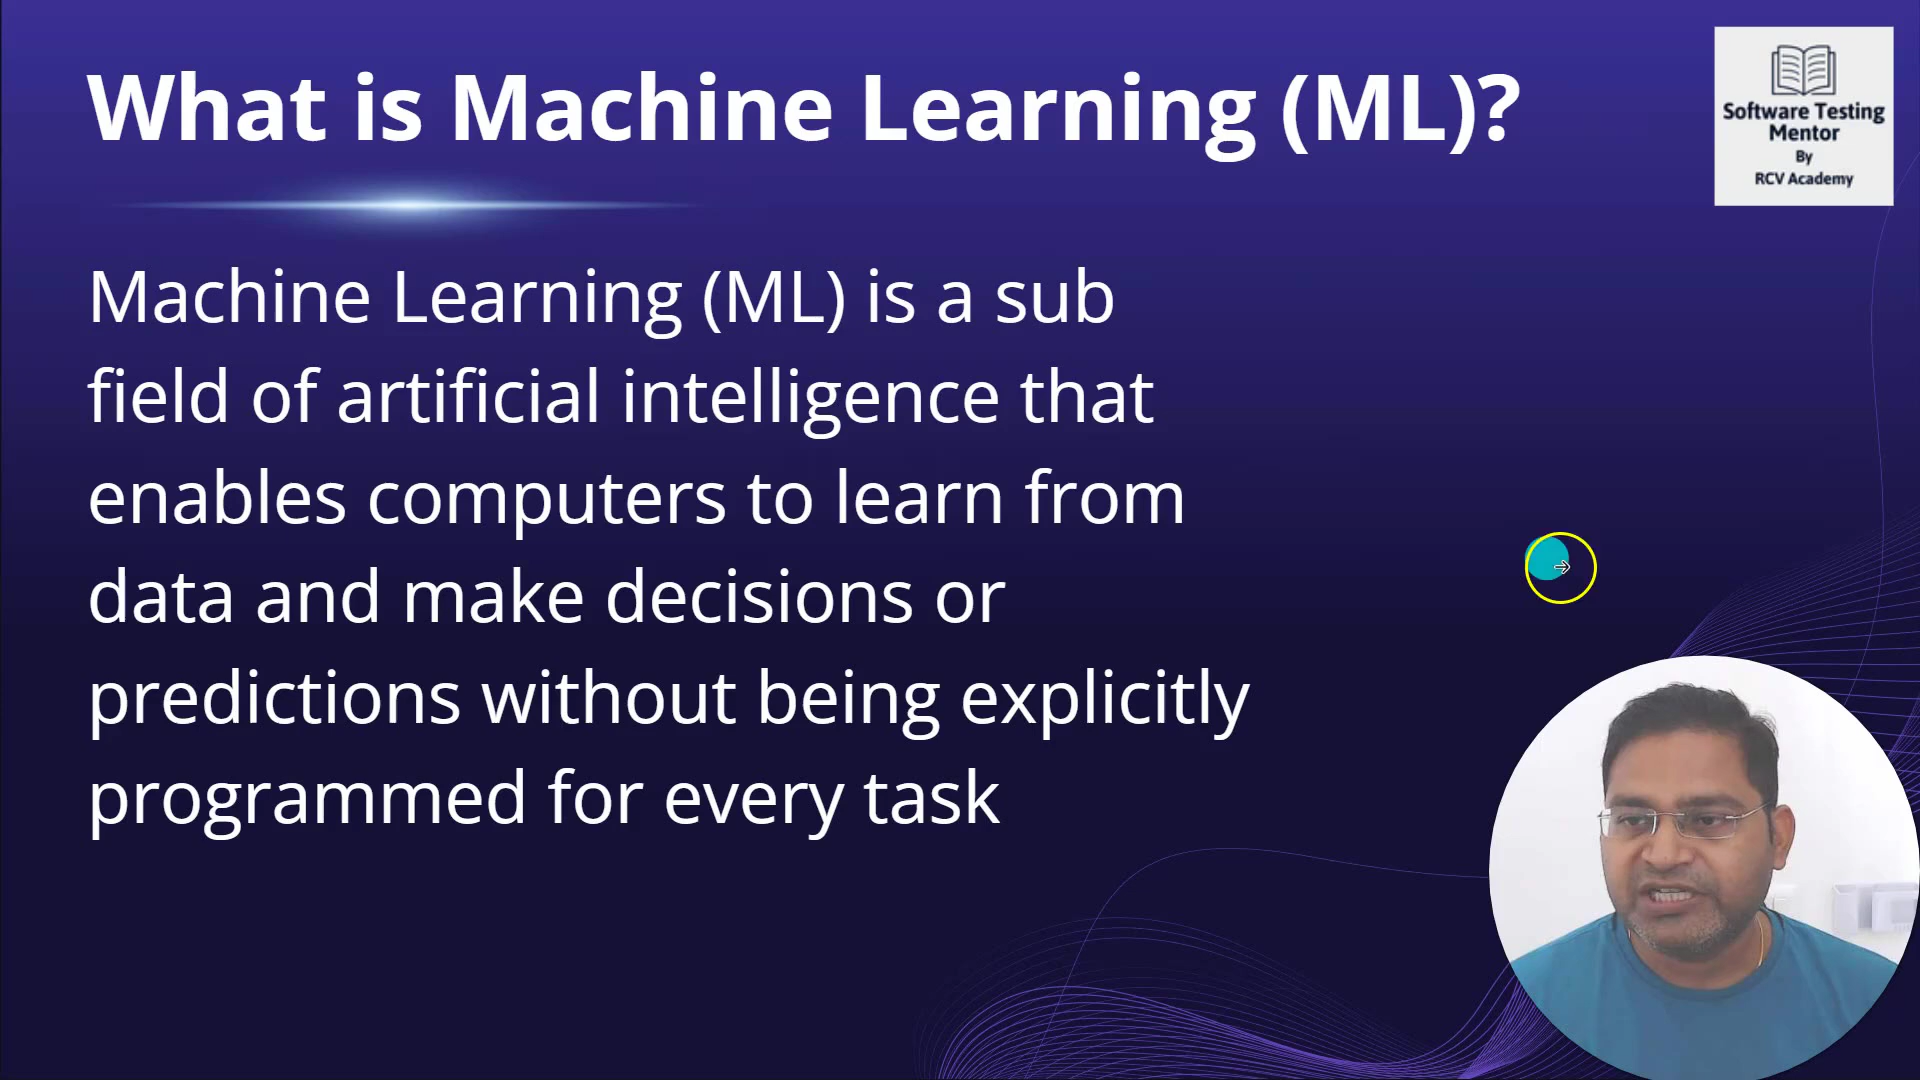 What is Machine Learning (ML)?
Software Testing
Mentor
By
RCV Academy
Machine Learning (ML) is a sub
field of artificial intelligence that
enables computers to learn from
data and make decisions or
predictions without being explicitly
programmed for every task